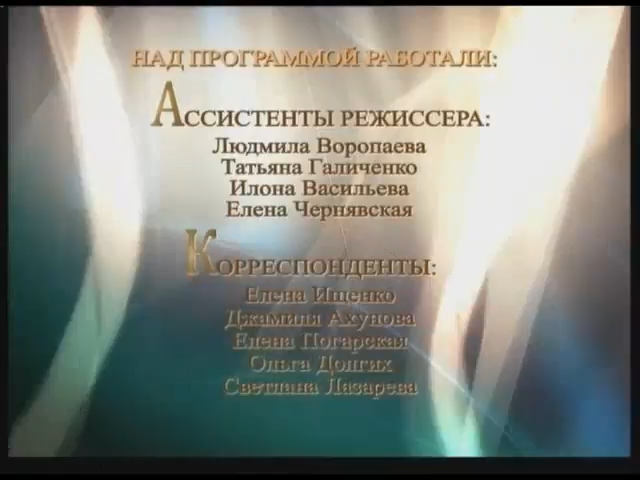 НАД ПРОГРАММОЙ РАБОТАЛИ:
АССИСТЕНТЫ РЕЖИССЕРА:
Людмила Воропаева
Татьяна Галиченко
Илона Васильева
Елена Чернявская
КОРРЕСПОНДЕНТЫ:
Елена Ищенко
Джамиля Ахунова
Елена Погарская
Ольга Долгих
Светлана Лазарева